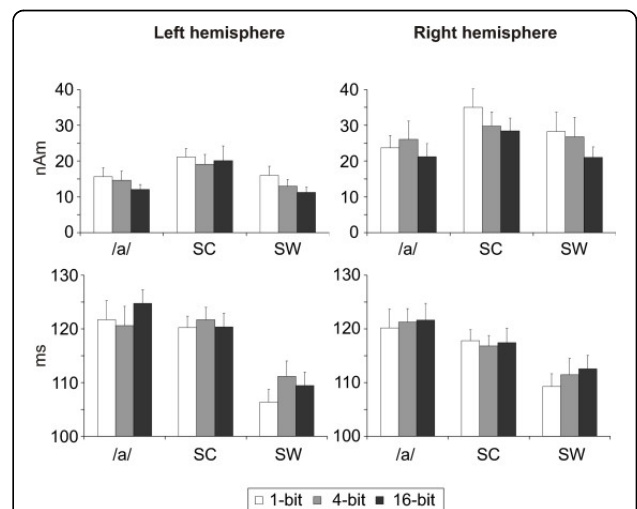 Left hemisphere Right hemisphere
40 40
30 30
nAm
20 20
10 10
0 0
/a/ SC SW /a/ SC SW
130 130
120 120
ms
110 110
100 100
/a/ SC SW /a/ SC SW
1-bit 4-bit 16-bit